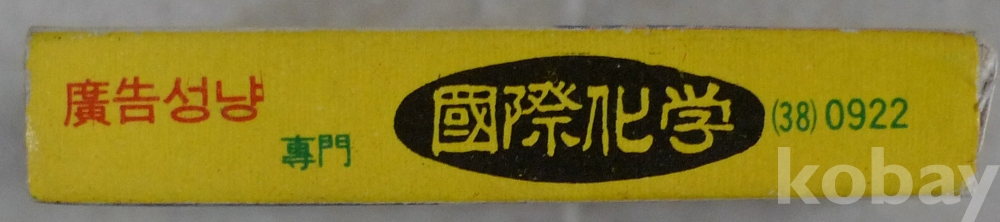 廣告성냥
專門
國際化学
(38) 0922
kobay